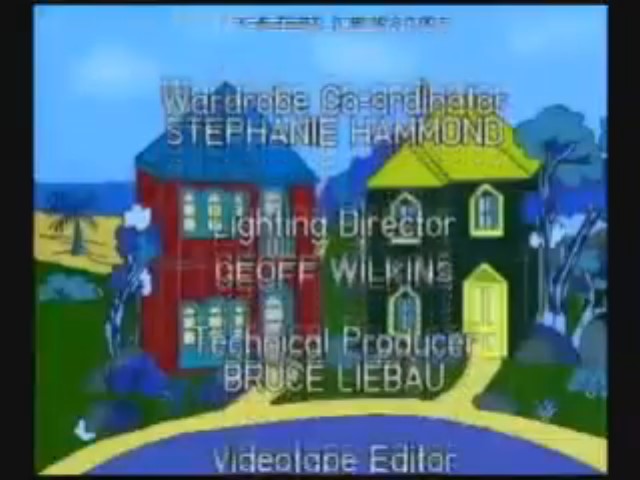 Wardrobe Co-ordinator
STEPHANIE HAMMOND
Lighting Director
GEOFF WILKINS
Technical Producer
BRUCE LIEBAU
Videotape Editor